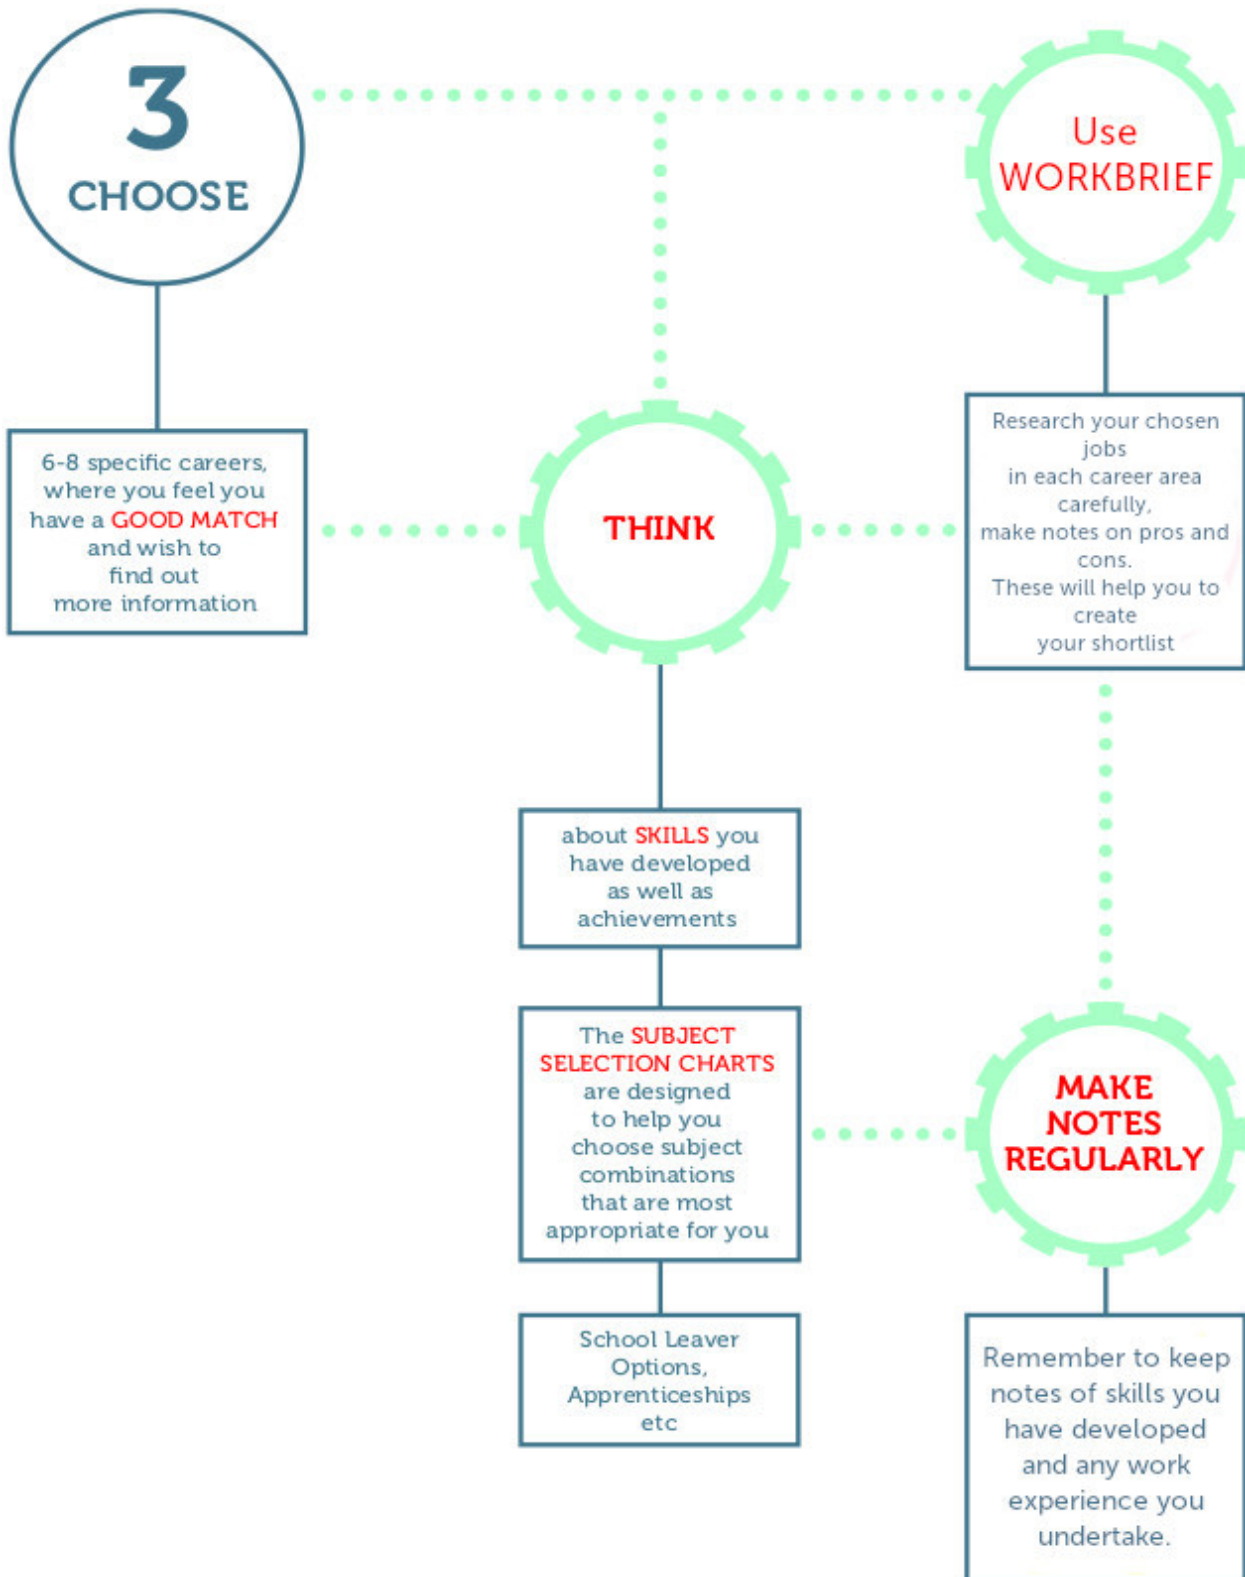 3
CHOOSE
6-8 specific careers,
where you feel you
have a GOOD MATCH
and wish to
find out
more information
THINK
about SKILLS you
have developed
as well as
achievements
The SUBJECT
SELECTION CHARTS
are designed
to help you
choose subject
combinations
that are most
appropriate for you
School Leaver
Options,
Apprenticeships
etc
Use
WORKBRIEF
Research your chosen
jobs
in each career area
carefully,
make notes on pros and
cons.
These will help you to
create
your shortlist
MAKE
NOTES
REGULARLY
Remember to keep
notes of skills you
have developed
and any work
experience you
undertake.